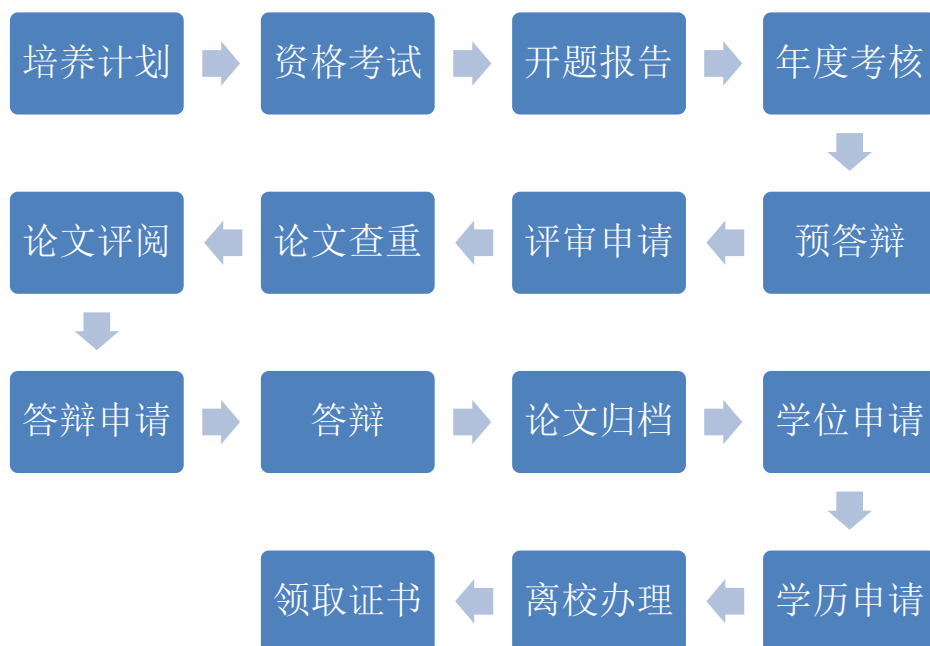 培养计划
资格考试
开题报告
年度考核
预答辩
评审申请
论文查重
论文评阅
答辩申请
答辩
论文归档
学位申请
学历申请
离校办理
领取证书